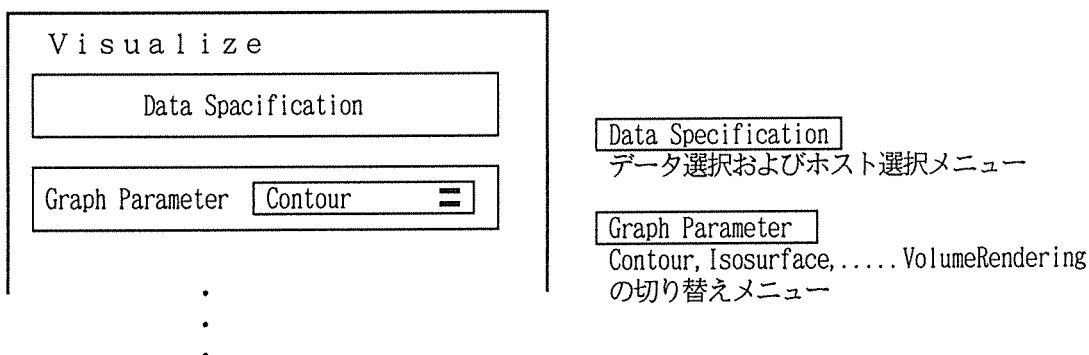 Visualize
Data Spacification
Graph Parameter Contour
Data Specification
データ選択およびホスト選択メニュー
Graph Parameter
Contour, Isosurface,.....VolumeRendering
の切り替えメニュー